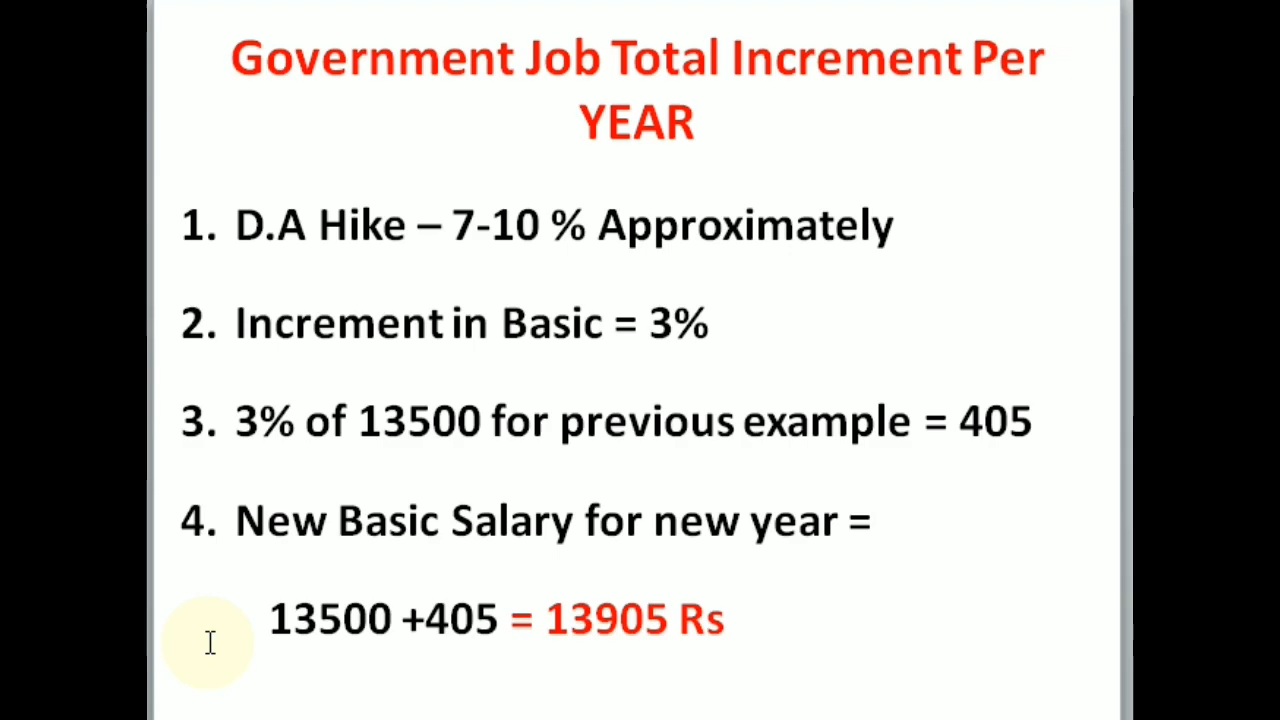 Government Job Total Increment Per
YEAR
1. D.A Hike – 7-10 % Approximately
2. Increment in Basic = 3%
3. 3% of 13500 for previous example = 405
4. New Basic Salary for new year =
13500 +405 = 13905 Rs